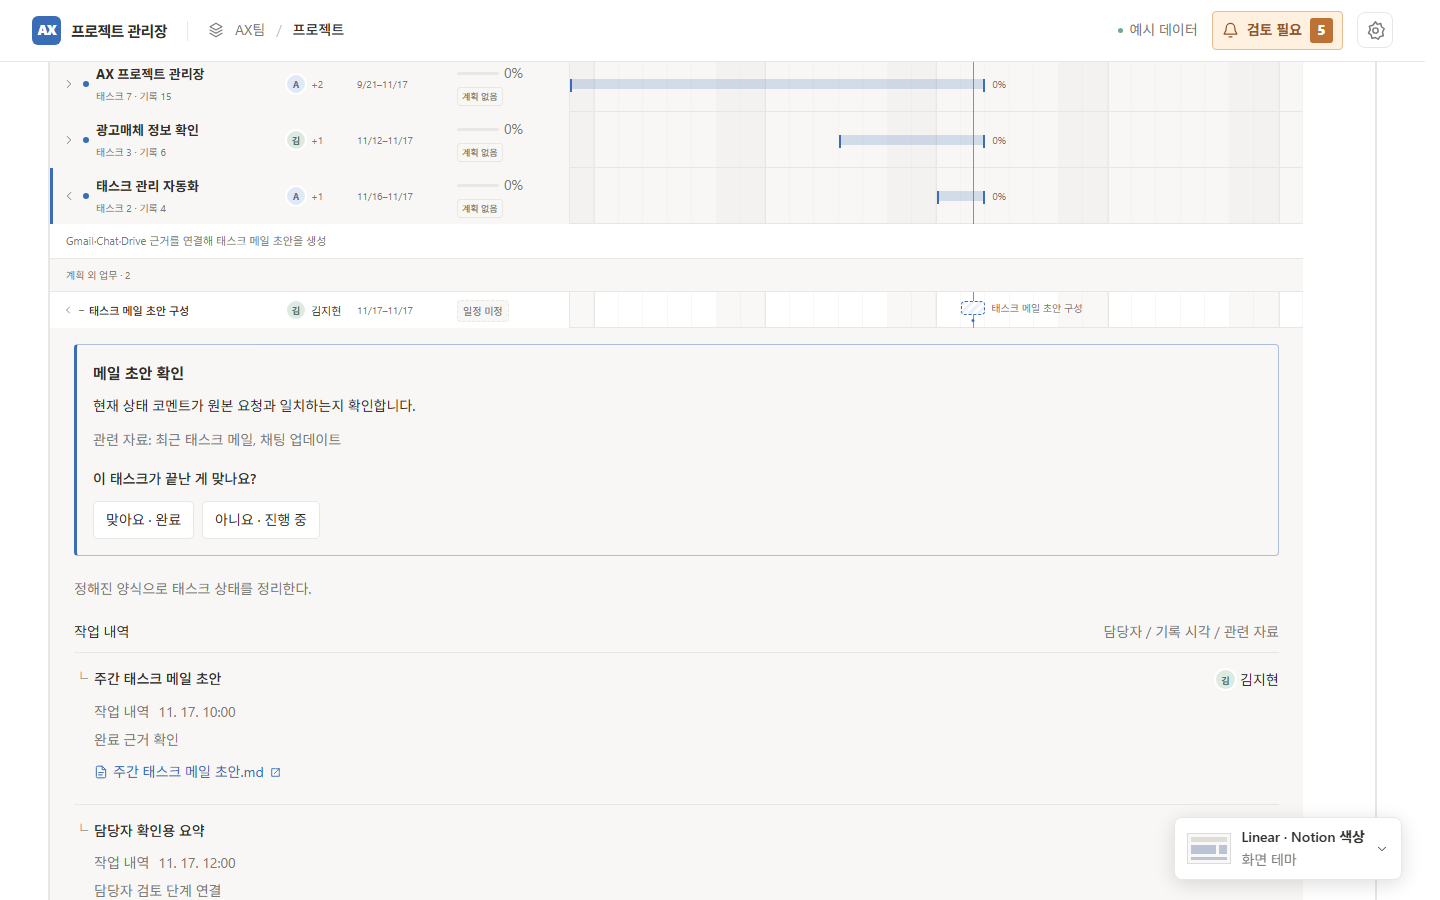 AX 프로젝트 관리장 AX팀 / 프로젝트 예시 데이터 검토 필요 5
AX 프로젝트 관리장 A +2 9/21–11/17 0% 0%
태스크 7 · 기록 15 계획 없음
광고매체 정보 확인 김 +1 11/12–11/17 0% 0%
태스크 3 · 기록 6 계획 없음
태스크 관리 자동화 A +1 11/16–11/17 0% 0%
태스크 2 · 기록 4 계획 없음
Gmail·Chat·Drive 근거를 연결해 태스크 메일 초안을 생성
계획 외 업무 · 2
– 태스크 메일 초안 구성 김 김지현 11/17–11/17 일정 미정 태스크 메일 초안 구성
메일 초안 확인
현재 상태 코멘트가 원본 요청과 일치하는지 확인합니다.
관련 자료: 최근 태스크 메일, 채팅 업데이트
이 태스크가 끝난 게 맞나요?
맞아요 · 완료 아니요 · 진행 중
정해진 양식으로 태스크 상태를 정리한다.
작업 내역 담당자 / 기록 시각 / 관련 자료
주간 태스크 메일 초안 김 김지현
작업 내역 11. 17. 10:00
완료 근거 확인
주간 태스크 메일 초안.md
담당자 확인용 요약
작업 내역 11. 17. 12:00
담당자 검토 단계 연결
Linear · Notion 색상
화면 테마